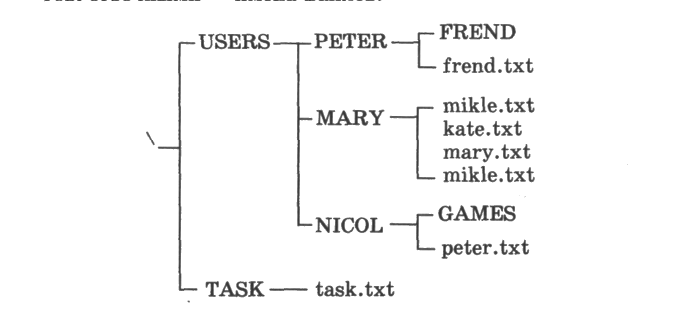 \
USERS PETER FREND
frend.txt
MARY mikle.txt
kate.txt
mary.txt
mikle.txt
NICOL GAMES
peter.txt
TASK task.txt